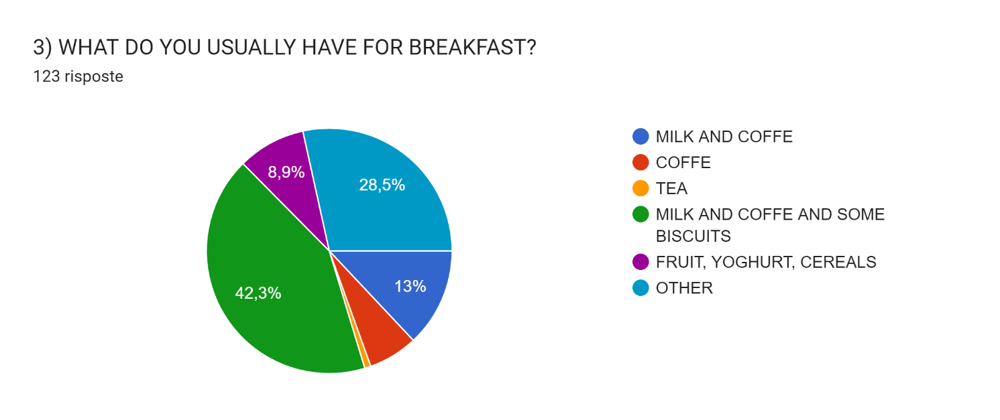 3) WHAT DO YOU USUALLY HAVE FOR BREAKFAST?
123 risposte
8,9%
28,5%
13%
42,3%
MILK AND COFFE
COFFE
TEA
MILK AND COFFE AND SOME
BISCUITS
FRUIT, YOGHURT, CEREALS
OTHER